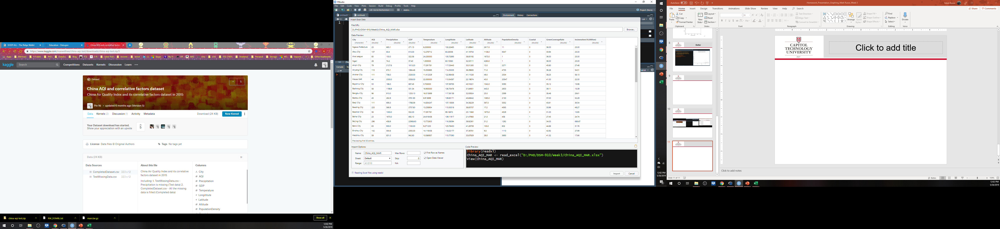 SHOP ALL - The Ridge Wallet
Education - Data.gov
China AQI and correlative facto
https://www.kaggle.com/maxwellnee/china-aqi-test/downloads/china-aqi-test.zip/5
Apps
Blog
TCS
Income
Invest
Skype
AMZ
ISO 27001
Freelance
Personal
Storage
Imports
Other bookmarks
kaggle
Search
Competitions Datasets Kernels Discussion Learn
Dataset
5
China AQI and correlative factors dataset
China Air Quality Index and its correlative factors dataset in 2015
Pin Ni • updated 6 months ago (Version 5)
Data Kernels (2) Discussion (1) Activity Metadata Download (24 KB) New Kernel
Your Dataset download has started.
Show your appreciation with an upvote
5
License Data files © Original Authors
Tags No tags yet
Data (24 KB)
Data Sources
CompletedDataset.csv 323 x 12
TestMissingData.csv 323 x 12
About this file
China Air Quality Index and its correlative
factors dataset in 2015
Including: 1. TestMissingData.csv -
Precipitation is missing (Test data) 2.
CompletedDataset.csv - All the missing
data is filled (Completed data)
Columns
A City
# AQI
# Precipitation
# GDP
# Temperature
Longitude
Latitude
# Altitude
# PopulationDensity
china-aqi-test.zip
RW_DOMBL.txt
marx.tar.gz
Show all
12:02 PM
5/26/2019
RStudio
File Edit Code View Plots Session Build Debug Profile Tools Help
Go to file/function
Addins
Project: (None)
Environment History Connections
1
Import Excel Data
File/URL:
D:/PHD/DSM-910/Week3/China_AQI_MAR.xlsx
Browse...
Data Preview:
City AQI Precipitation GDP Temperature Longitude Latitude Altitude PopulationDensity Coastal GreenCoverageRate Incineration(10,000ton)
(character) (double) (double) (double) (double) (double) (double) (double) (double) (double) (double) (double)
Ngawa Prefecture 23 665.1 271.13 8.200000 102.22465 31.89941 2617.0 11 0 36.00 23.00
Aksu City 137 80.4 610.00 12.276712 80.26338 41.16754 1108.0 6547 0 33.94 23.00
Alxa League 85 150.0 322.58 24.200000 105.72895 38.85192 1673.0 1 0 36.00 23.00
Ngari 28 74.2 37.40 1.000000 80.10580 32.50111 4280.0 1 0 36.00 23.00
Anqin City 79 2127.8 1613.20 17.291781 117.03443 30.51265 13.0 2271 0 45.80 27.48
Anyang City 110 672.1 1884.48 15.350685 114.35005 36.09685 71.0 4735 0 36.28 54.51
Anshan City 111 708.0 2326.00 11.412329 122.98438 41.11526 49.0 2534 0 38.25 58.13
Macao SAR 44 2000.0 3358.00 22.000000 113.54387 22.19874 40.0 20547 1 41.00 22.00
Bayannur City 53 188.0 887.43 3.700000 107.38765 40.74321 1042.0 5093 0 35.12 15.98
Bazhong City 58 1198.9 501.34 16.900000 106.75476 31.84901 443.0 2653 0 39.11 15.09
Bengbu City 96 910.0 1253.10 16.013699 117.36138 32.93924 25.0 2599 0 38.48 29.61
Baotou City 45 262.9 3781.93 8.913699 109.85171 40.66642 1065.0 2130 0 37.00 52.29
Baoji City 111 695.0 1788.59 14.834247 107.13836 34.38229 567.0 5352 0 40.61 36.54
Baoding City 220 566.9 2757.80 13.258904 115.50018 38.85707 17.2 4565 0 30.96 49.27
Baoshan City 56 1000.0 552.00 17.391781 99.16872 25.11680 1673.0 4529 0 31.00 10.95
Beihai City 23 1670.0 892.10 24.616438 109.11917 21.47980 21.0 456 1 27.45 24.74
Beijing City 296 458.9 22968.60 13.772603 116.38094 39.92361 31.2 1292 0 34.00 686.67
Benxi City 63 900.0 1160.00 9.271233 123.76450 41.28759 100.0 602 0 44.88 31.76
Binzhou City 142 564.8 2355.33 14.116438 118.02177 37.36781 9.0 1110 0 42.92 27.99
Haozhou City 59 831.0 942.60 10.586957 115.77090 33.87929 39.0 3693 0 41.32 17.66
Previewing first 50 entries.
Import Options:
Name: China_AQI_MAR
Max Rows:
First Row as Names
Sheet: Default
Skip: 0
Open Data Viewer
Range: A1:D10
NA:
Code Preview:
library(readxl)
China_AQI_MAR <- read_excel("D:/PHD/DSM-910/Week3/China_AQI_MAR.xlsx")
View(China_AQI_MAR)
Reading Excel files using readxl
Import
Cancel
Console
12:02 PM
5/26/2019
AutoSave Off
Homework_Presentation_Graphing_Mark Russo_Week 3
Mark Russo
File Home Insert Design Transitions Animations Slide Show Review View Help Search
Share Comments
Paste
Cut
Copy
Format Painter
Clipboard
New
Slide
Layout
Reset
Section
Slides
Font
Text Direction
Align Text
Convert to SmartArt
Paragraph
Arrange
Quick
Styles
Shape Fill
Shape Outline
Shape Effects
Drawing
Find
Replace
Select
Editing
Dictate
Voice
8
Better
9
10
11
CAPITOL
TECHNOLOGY
UNIVERSITY
1927
Click to add title
Click to add notes
Slide 11 of 11
Notes
104%
12:02 PM
5/26/2019